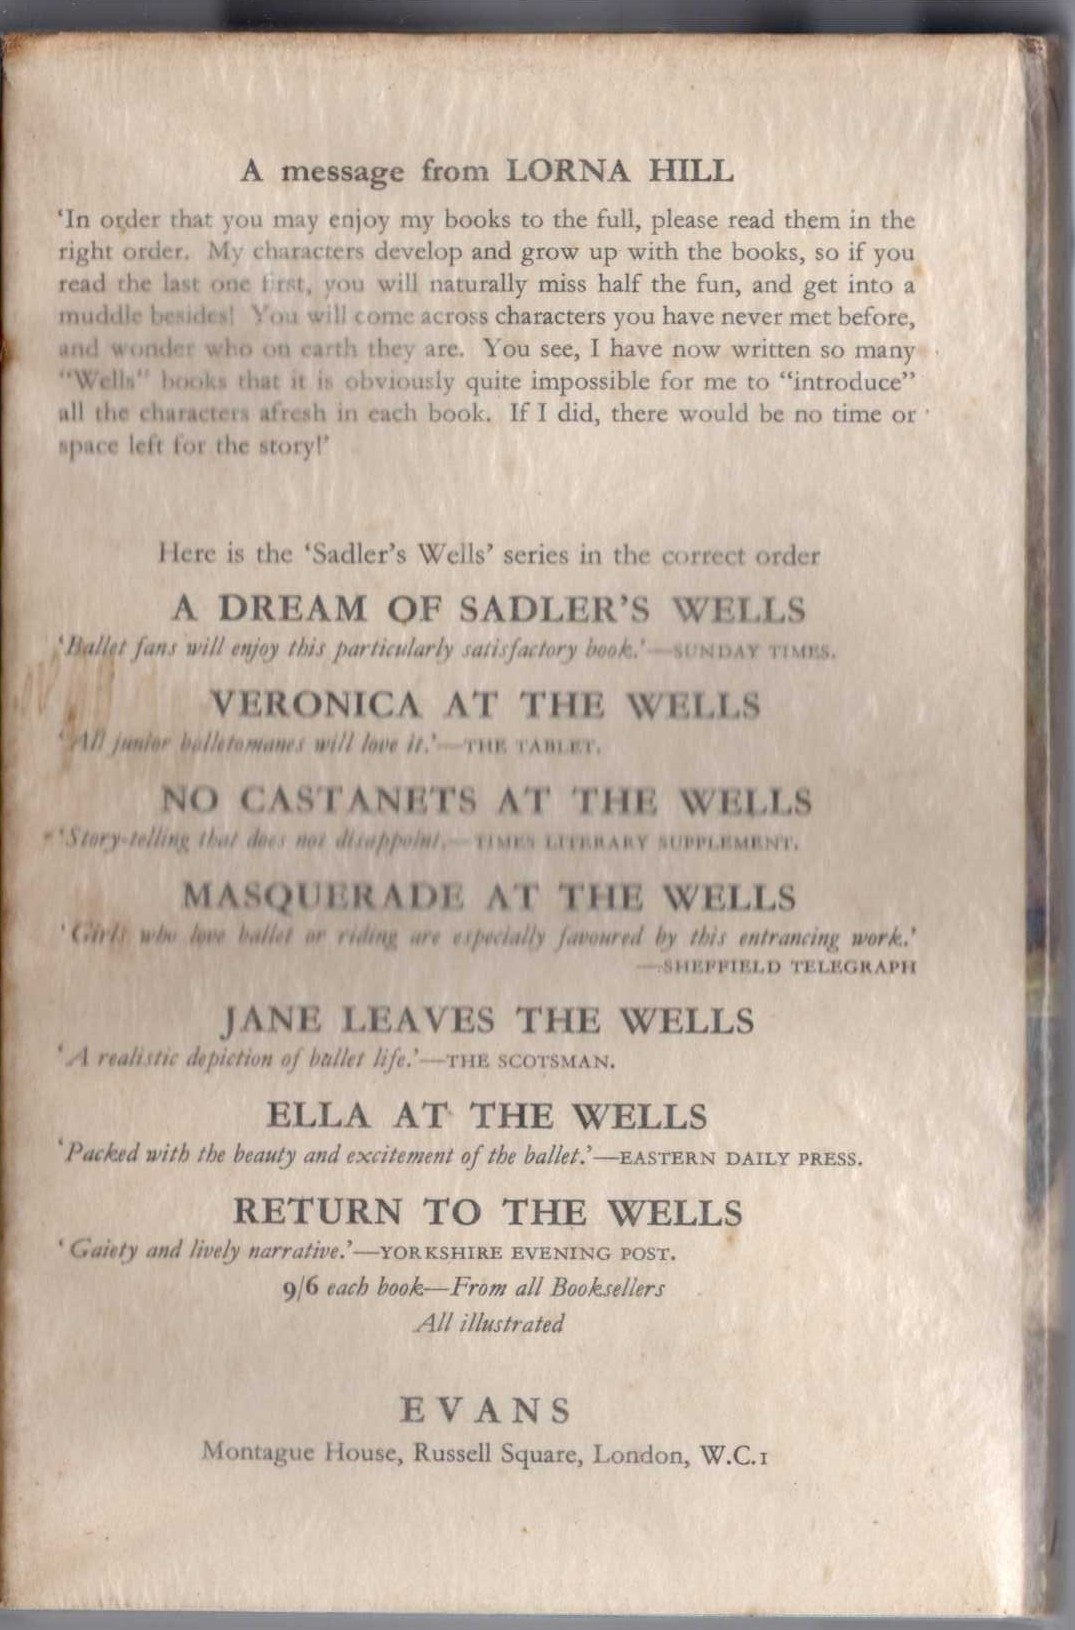 A message from LORNA HILL
‘In order that you may enjoy my books to the full, please read them in the
right order. My characters develop and grow up with the books, so if you
read the last one first, you will naturally miss half the fun, and get into a
muddle besides! You will come across characters you have never met before,
and wonder who on earth they are. You see, I have now written so many
“Wells” books that it is obviously quite impossible for me to “introduce”
all the characters afresh in each book. If I did, there would be no time or
space left for the story!’
Here is the ‘Sadler’s Wells’ series in the correct order
A DREAM OF SADLER’S WELLS
‘Ballet fans will enjoy this particularly satisfactory book.’—SUNDAY TIMES.
VERONICA AT THE WELLS
‘All junior balletomanes will love it.’—THE TABLET.
NO CASTANETS AT THE WELLS
‘Story-telling that does not disappoint.—TIMES LITERARY SUPPLEMENT.
MASQUERADE AT THE WELLS
‘Girls who love ballet or riding are especially favoured by this entrancing work.’
—SHEFFIELD TELEGRAPH
JANE LEAVES THE WELLS
‘A realistic depiction of ballet life.’—THE SCOTSMAN.
ELLA AT THE WELLS
‘Packed with the beauty and excitement of the ballet.’—EASTERN DAILY PRESS.
RETURN TO THE WELLS
‘Gaiety and lively narrative.’—YORKSHIRE EVENING POST.
9/6 each book—From all Booksellers
All illustrated
EVANS
Montague House, Russell Square, London, W.C.1